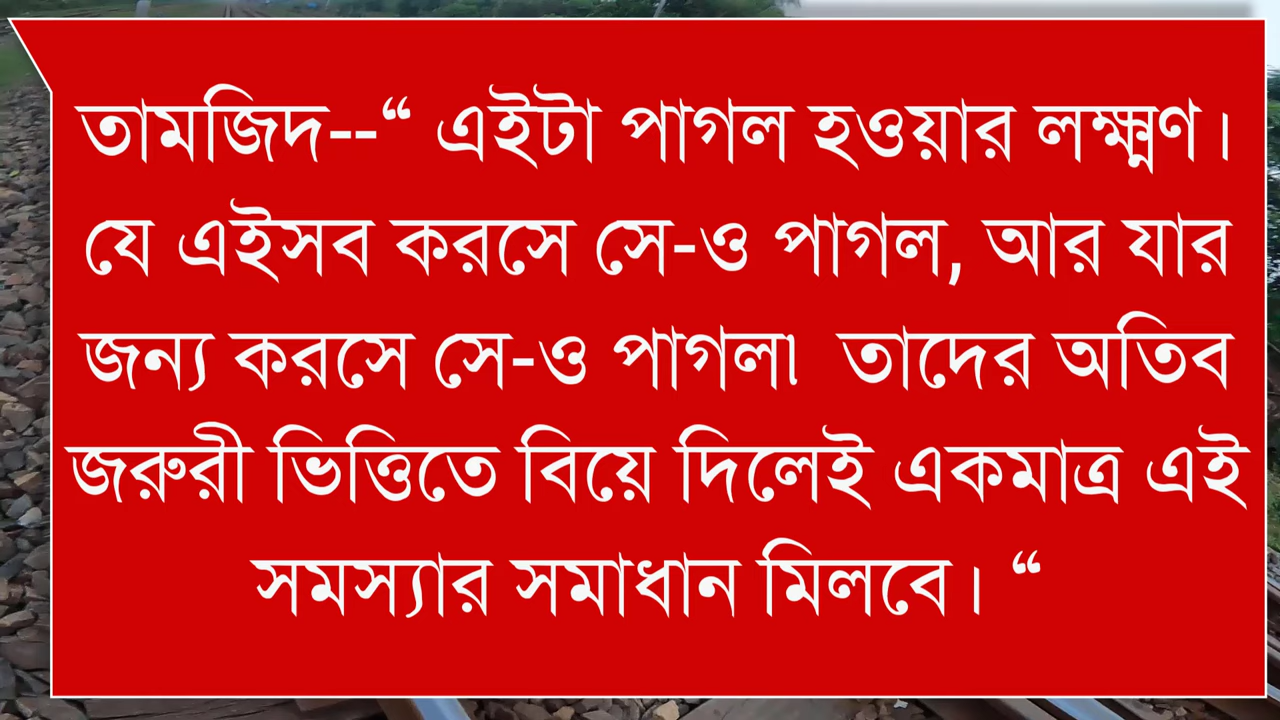 তামজিদ--“ এইটা পাগল হওয়ার লক্ষ্মণ।
যে এইসব করসে সে-ও পাগল, আর যার
জন্য করসে সে-ও পাগল৷ তাদের অতিব
জরুরী ভিত্তিতে বিয়ে দিলেই একমাত্র এই
সমস্যার সমাধান মিলবে। “